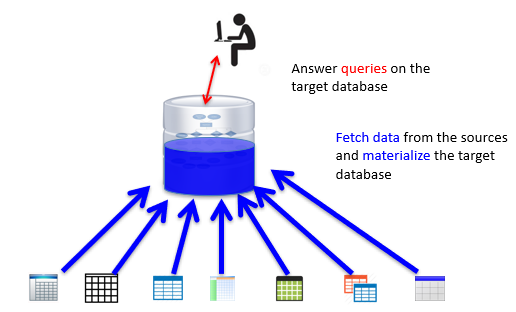 Answer queries on the
target database
Fetch data from the sources
and materialize the target
database